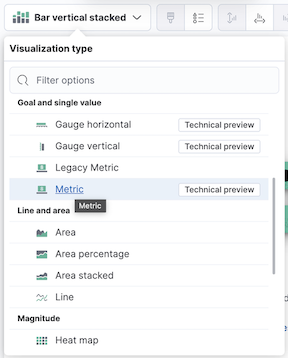 Bar vertical stacked
Visualization type
Filter options
Goal and single value
Gauge horizontal Technical preview
Gauge vertical Technical preview
Legacy Metric
Metric Technical preview
Metric
Line and area
Area
Area percentage
Area stacked
Line
Magnitude
Heat map